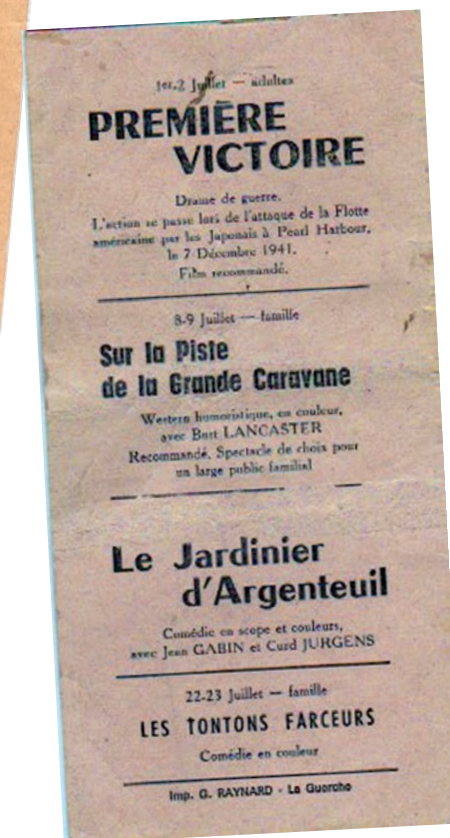 1er-2 Juillet — adultes
PREMIÈRE
VICTOIRE
Drame de guerre.
L'action se passe lors de l'attaque de la Flotte
américaine par les Japonais à Pearl Harbour,
le 7 Décembre 1941.
Film recommandé.
8-9 Juillet — famille
Sur la Piste
de la Grande Caravane
Western humoristique, en couleur,
avec Burt LANCASTER
Recommandé. Spectacle de choix pour
un large public familial
Le Jardinier
d'Argenteuil
Comédie en scope et couleurs,
avec Jean GABIN et Curd JURGENS
22-23 Juillet — famille
LES TONTONS FARCEURS
Comédie en couleur
Imp. G. RAYNARD - La Guerche